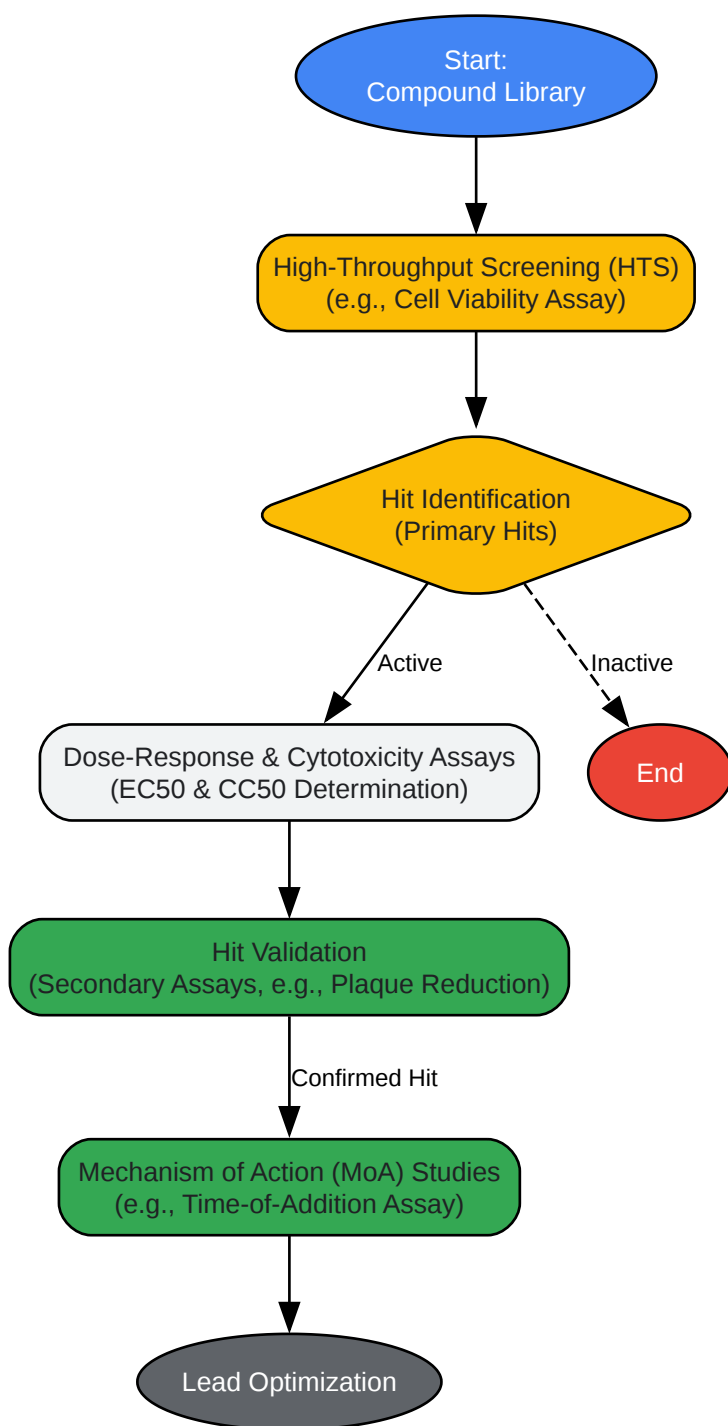 Start:
Compound Library
High-Throughput Screening (HTS)
(e.g., Cell Viability Assay)
Hit Identification
(Primary Hits)
Active
Inactive
Dose-Response & Cytotoxicity Assays
(EC50 & CC50 Determination)
End
Hit Validation
(Secondary Assays, e.g., Plaque Reduction)
Confirmed Hit
Mechanism of Action (MoA) Studies
(e.g., Time-of-Addition Assay)
Lead Optimization